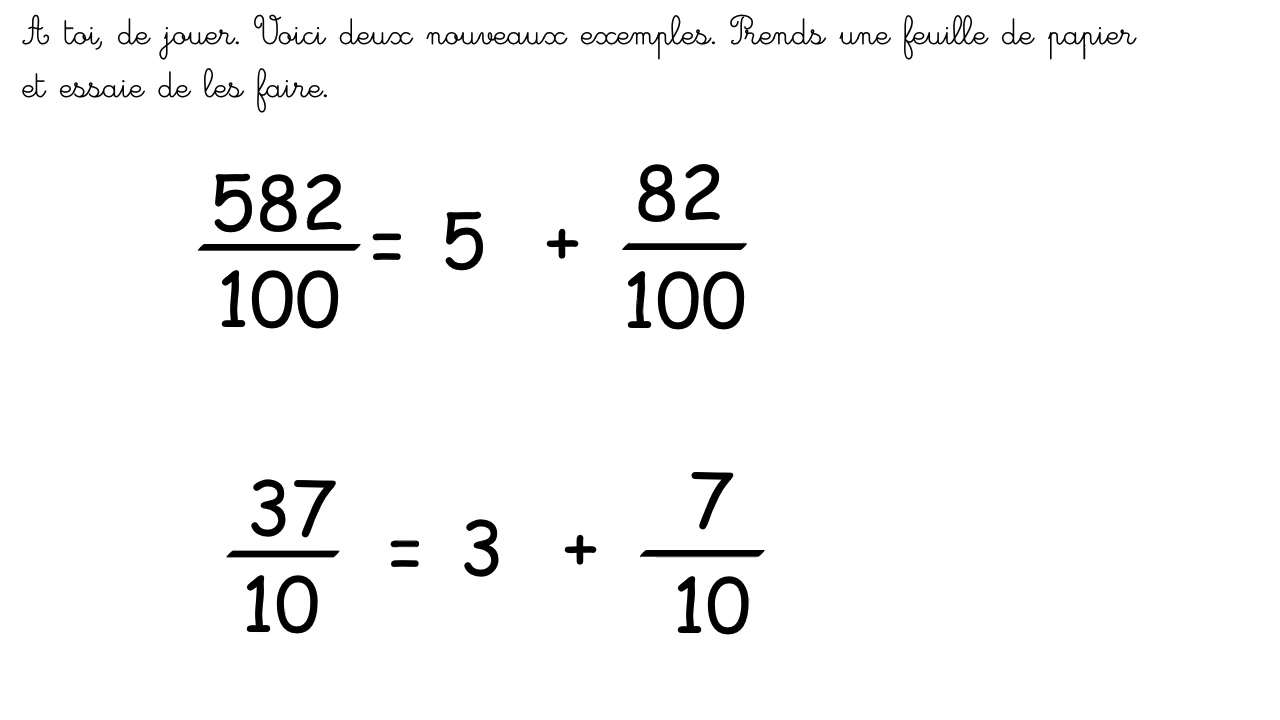 A toi, de jouer. Voici deux nouveaux exemples. Prends une feuille de papier
et essaie de les faire.
582/100 = 5 + 82/100
37/10 = 3 + 7/10